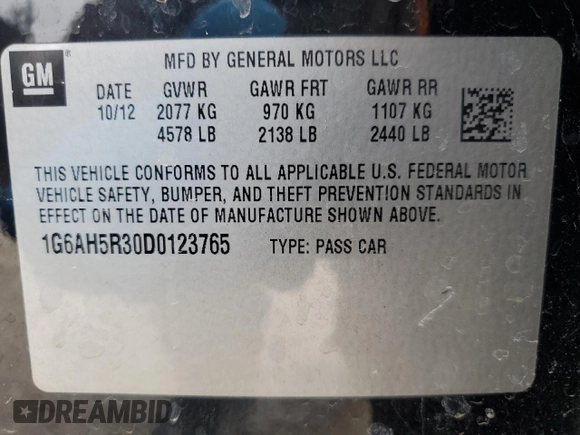 GM
MFD BY GENERAL MOTORS LLC
DATE GVWR GAWR FRT GAWR RR
10/12 2077 KG 970 KG 1107 KG
4578 LB 2138 LB 2440 LB
THIS VEHICLE CONFORMS TO ALL APPLICABLE U.S. FEDERAL MOTOR
VEHICLE SAFETY, BUMPER, AND THEFT PREVENTION STANDARDS IN
EFFECT ON THE DATE OF MANUFACTURE SHOWN ABOVE.
1G6AH5R30D0123765 TYPE: PASS CAR
DREAMBID